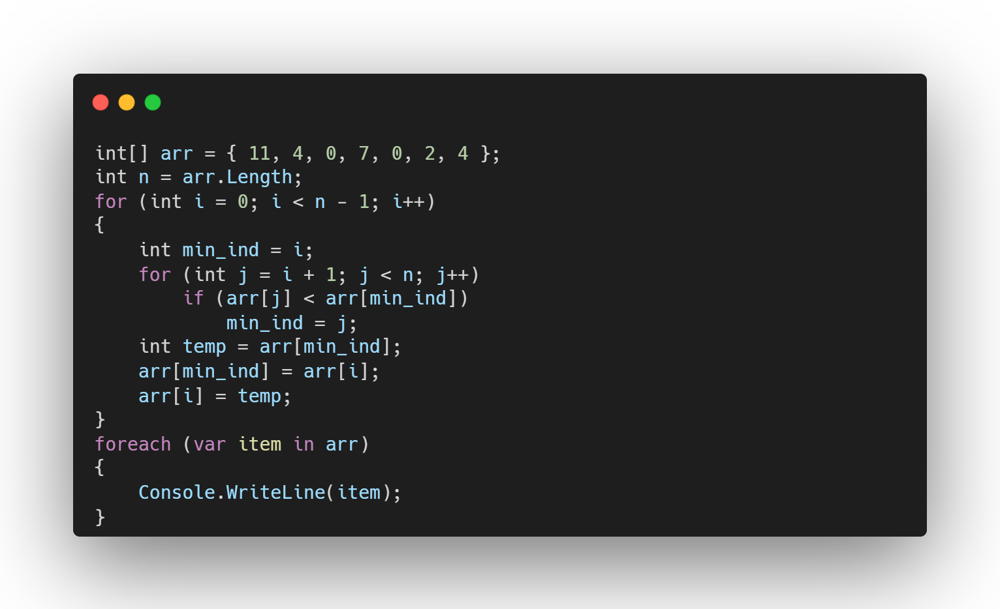 int[] arr = { 11, 4, 0, 7, 0, 2, 4 };
int n = arr.Length;
for (int i = 0; i < n - 1; i++)
{
    int min_ind = i;
    for (int j = i + 1; j < n; j++)
        if (arr[j] < arr[min_ind])
            min_ind = j;
    int temp = arr[min_ind];
    arr[min_ind] = arr[i];
    arr[i] = temp;
}
foreach (var item in arr)
{
    Console.WriteLine(item);
}